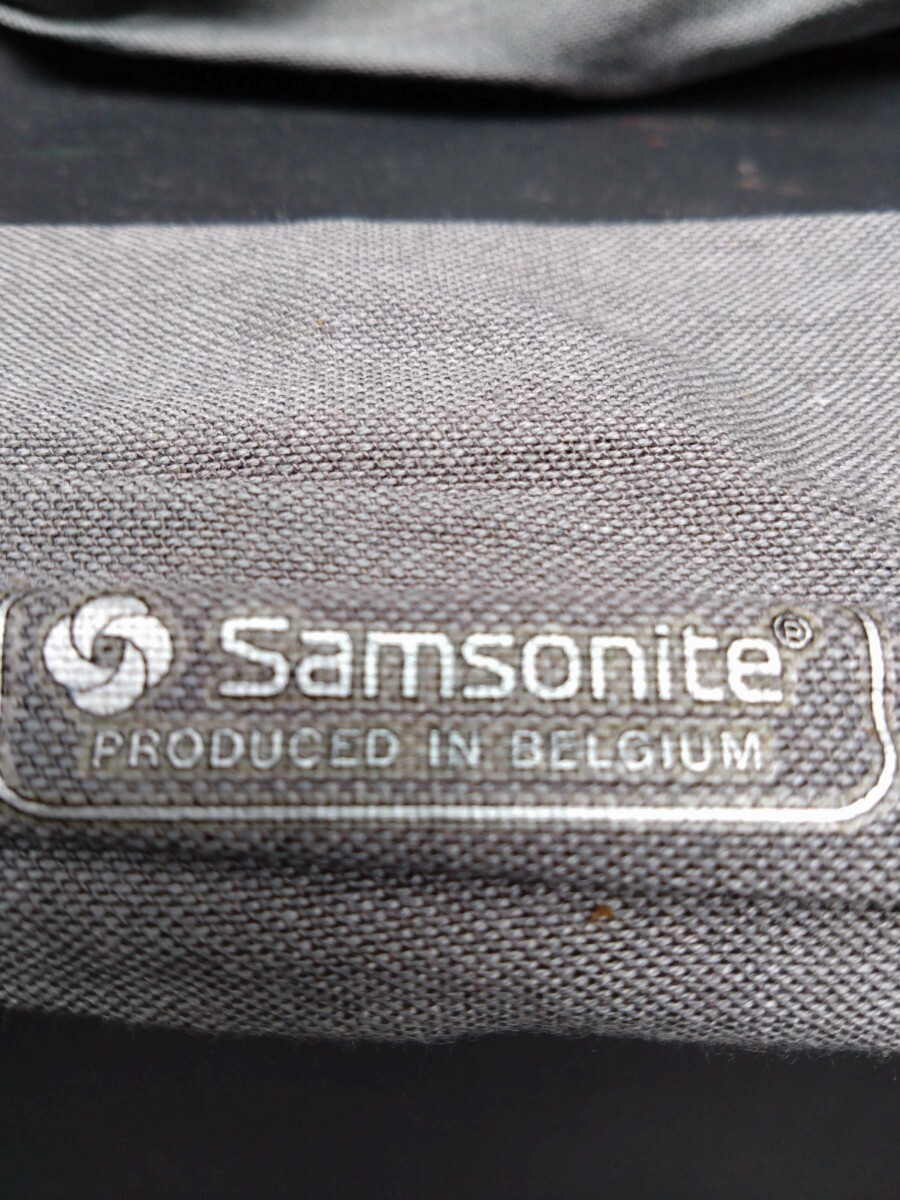 Samsonite®
PRODUCED IN BELGIUM